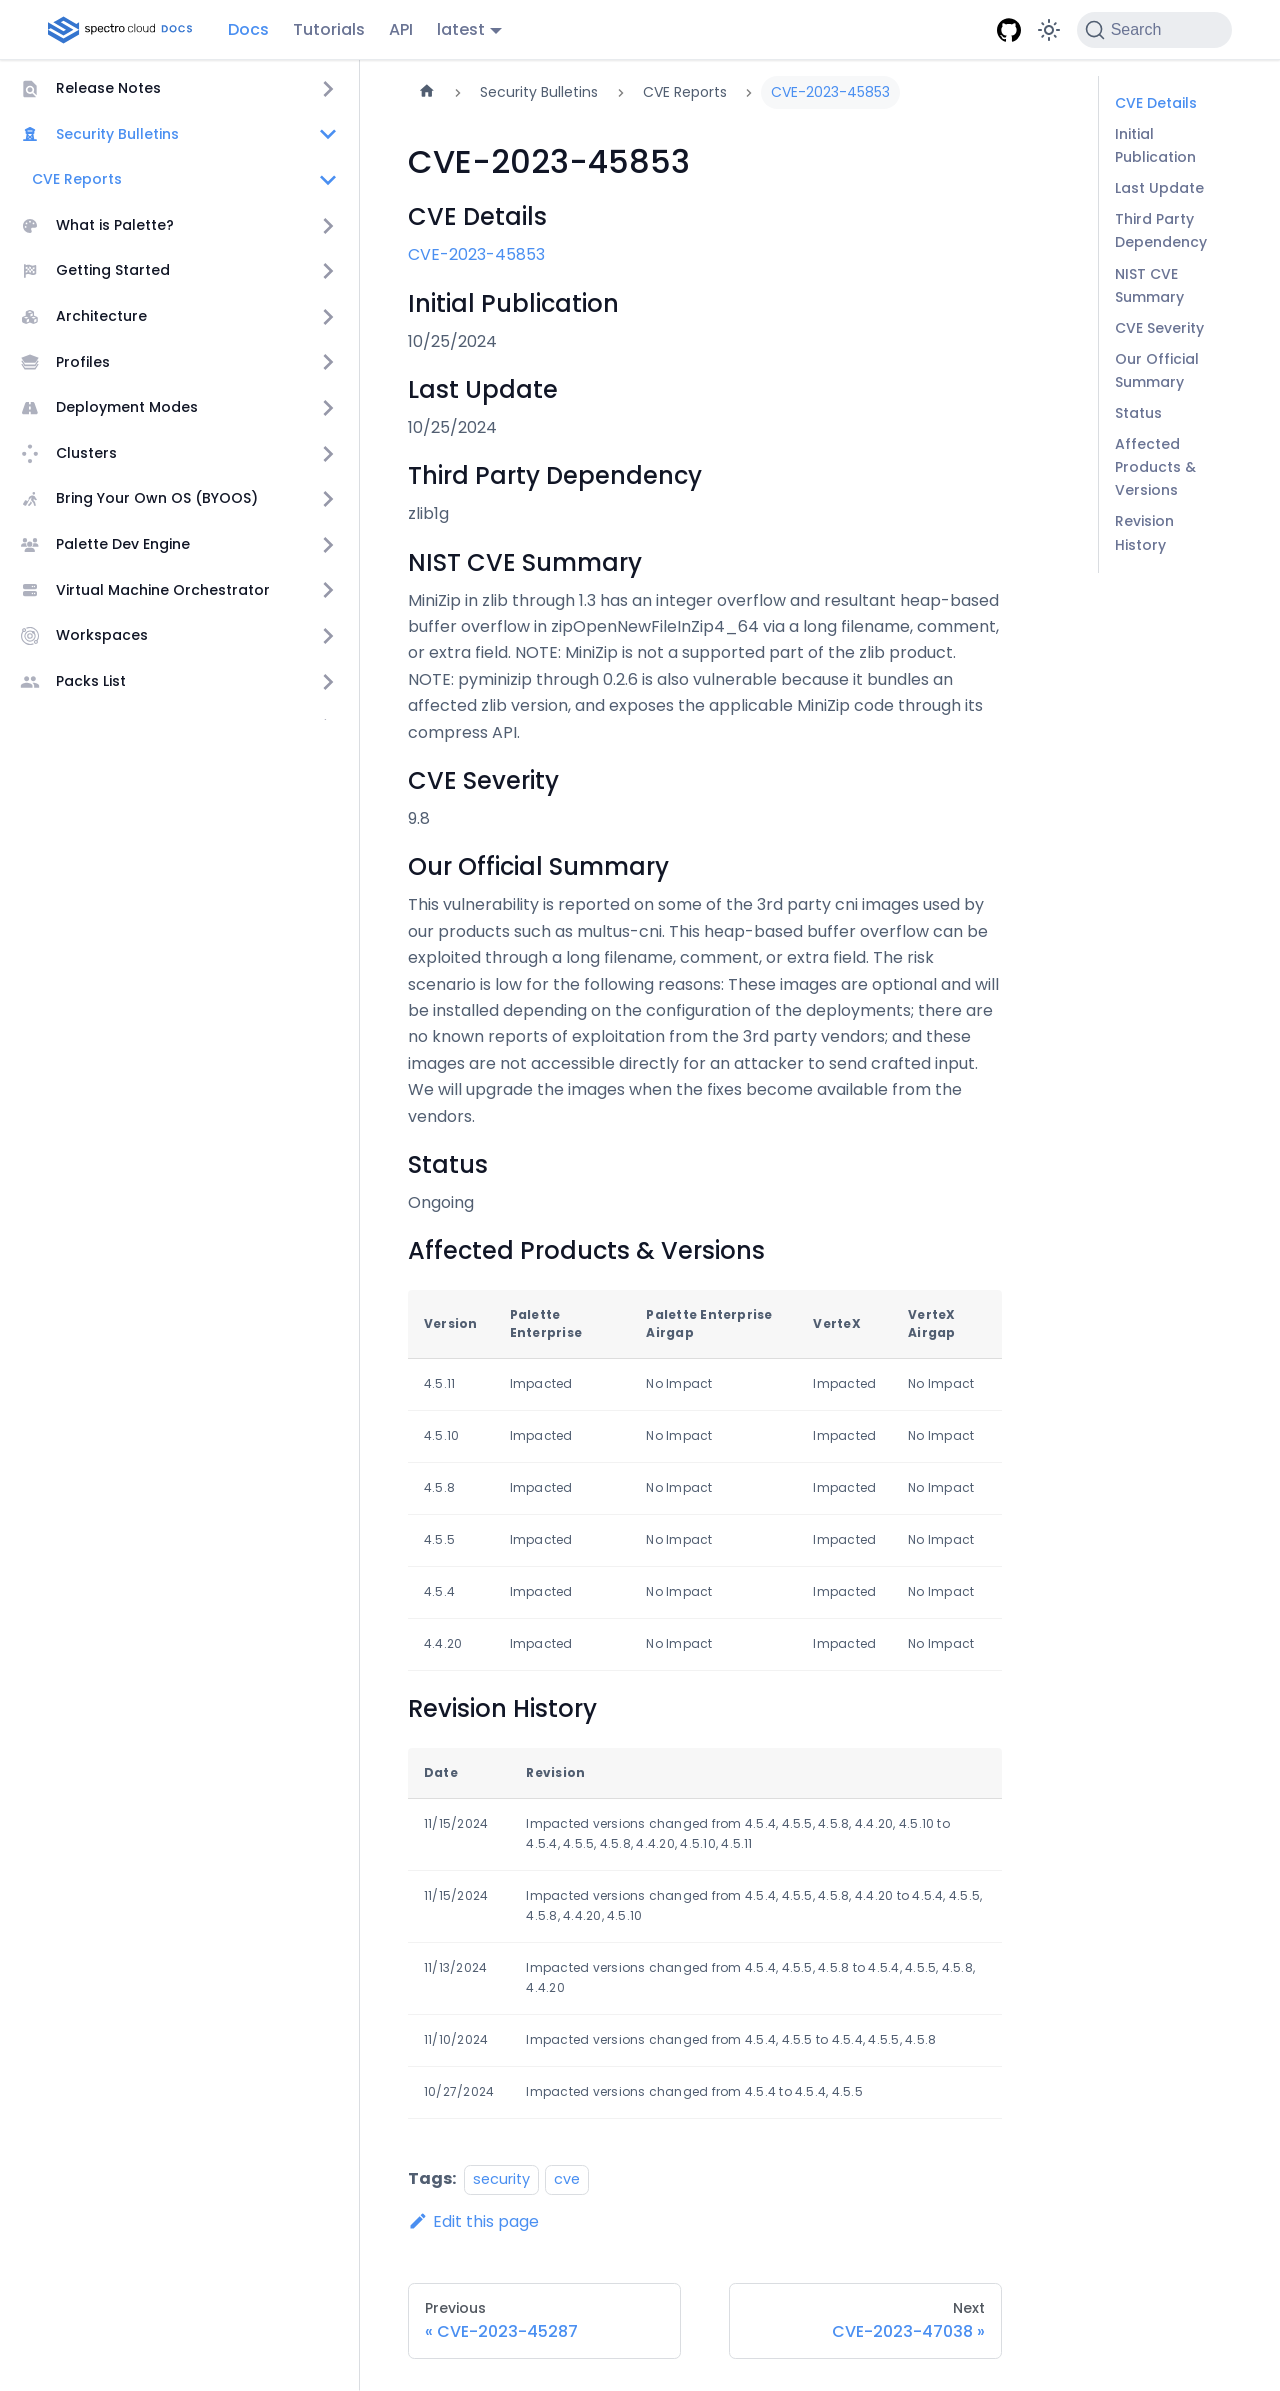 spectro cloud DOCS Docs Tutorials API latest Search
Release Notes
Security Bulletins
CVE Reports
What is Palette?
Getting Started
Architecture
Profiles
Deployment Modes
Clusters
Bring Your Own OS (BYOOS)
Palette Dev Engine
Virtual Machine Orchestrator
Workspaces
Packs List
Security Bulletins CVE Reports CVE-2023-45853
CVE-2023-45853
CVE Details
CVE-2023-45853
Initial Publication
10/25/2024
Last Update
10/25/2024
Third Party Dependency
zlib1g
NIST CVE Summary
MiniZip in zlib through 1.3 has an integer overflow and resultant heap-based
buffer overflow in zipOpenNewFileInZip4_64 via a long filename, comment,
or extra field. NOTE: MiniZip is not a supported part of the zlib product.
NOTE: pyminizip through 0.2.6 is also vulnerable because it bundles an
affected zlib version, and exposes the applicable MiniZip code through its
compress API.
CVE Severity
9.8
Our Official Summary
This vulnerability is reported on some of the 3rd party cni images used by
our products such as multus-cni. This heap-based buffer overflow can be
exploited through a long filename, comment, or extra field. The risk
scenario is low for the following reasons: These images are optional and will
be installed depending on the configuration of the deployments; there are
no known reports of exploitation from the 3rd party vendors; and these
images are not accessible directly for an attacker to send crafted input.
We will upgrade the images when the fixes become available from the
vendors.
Status
Ongoing
Affected Products & Versions
Version Palette Enterprise Palette Enterprise Airgap VerteX VerteX Airgap
4.5.11 Impacted No Impact Impacted No Impact
4.5.10 Impacted No Impact Impacted No Impact
4.5.8 Impacted No Impact Impacted No Impact
4.5.5 Impacted No Impact Impacted No Impact
4.5.4 Impacted No Impact Impacted No Impact
4.4.20 Impacted No Impact Impacted No Impact
Revision History
Date Revision
11/15/2024 Impacted versions changed from 4.5.4, 4.5.5, 4.5.8, 4.4.20, 4.5.10 to
4.5.4, 4.5.5, 4.5.8, 4.4.20, 4.5.10, 4.5.11
11/15/2024 Impacted versions changed from 4.5.4, 4.5.5, 4.5.8, 4.4.20 to 4.5.4, 4.5.5,
4.5.8, 4.4.20, 4.5.10
11/13/2024 Impacted versions changed from 4.5.4, 4.5.5, 4.5.8 to 4.5.4, 4.5.5, 4.5.8,
4.4.20
11/10/2024 Impacted versions changed from 4.5.4, 4.5.5 to 4.5.4, 4.5.5, 4.5.8
10/27/2024 Impacted versions changed from 4.5.4 to 4.5.4, 4.5.5
Tags: security cve
Edit this page
Previous
« CVE-2023-45287
Next
CVE-2023-47038 »
CVE Details
Initial
Publication
Last Update
Third Party
Dependency
NIST CVE
Summary
CVE Severity
Our Official
Summary
Status
Affected
Products &
Versions
Revision
History